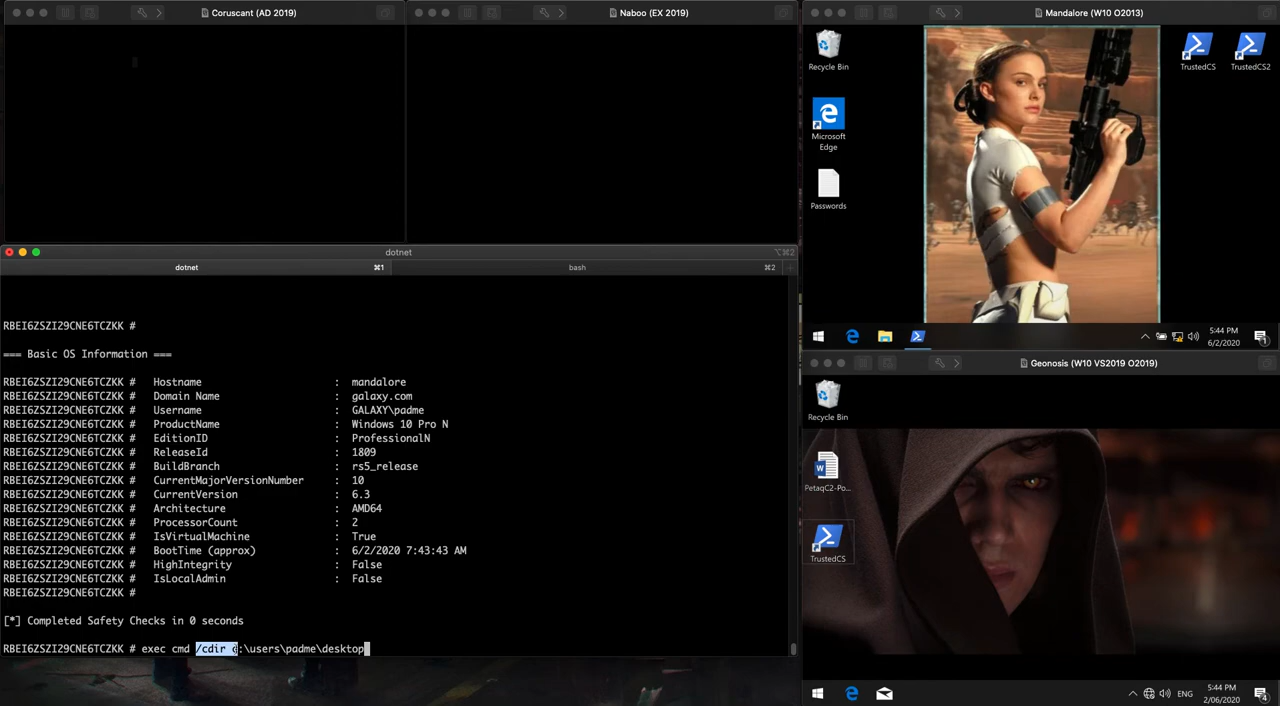 Coruscant (AD 2019)
Naboo (EX 2019)
Mandalore (W10 O2013)
Recycle Bin
TrustedCS
TrustedCS2
Microsoft
Edge
Passwords
5:44 PM
6/2/2020
1
dotnet
⌥⌘2
dotnet
⌘1
bash
⌘2
RBEI6ZSZI29CNE6TCZKK #
=== Basic OS Information ===
RBEI6ZSZI29CNE6TCZKK # Hostname : mandalore
RBEI6ZSZI29CNE6TCZKK # Domain Name : galaxy.com
RBEI6ZSZI29CNE6TCZKK # Username : GALAXY\padme
RBEI6ZSZI29CNE6TCZKK # ProductName : Windows 10 Pro N
RBEI6ZSZI29CNE6TCZKK # EditionID : ProfessionalN
RBEI6ZSZI29CNE6TCZKK # ReleaseId : 1809
RBEI6ZSZI29CNE6TCZKK # BuildBranch : rs5_release
RBEI6ZSZI29CNE6TCZKK # CurrentMajorVersionNumber : 10
RBEI6ZSZI29CNE6TCZKK # CurrentVersion : 6.3
RBEI6ZSZI29CNE6TCZKK # Architecture : AMD64
RBEI6ZSZI29CNE6TCZKK # ProcessorCount : 2
RBEI6ZSZI29CNE6TCZKK # IsVirtualMachine : True
RBEI6ZSZI29CNE6TCZKK # BootTime (approx) : 6/2/2020 7:43:43 AM
RBEI6ZSZI29CNE6TCZKK # HighIntegrity : False
RBEI6ZSZI29CNE6TCZKK # IsLocalAdmin : False
RBEI6ZSZI29CNE6TCZKK #
[*] Completed Safety Checks in 0 seconds
RBEI6ZSZI29CNE6TCZKK # exec cmd /cdir c:\users\padme\desktop
Geonosis (W10 VS2019 O2019)
Recycle Bin
PetaqC2-Po...
TrustedCS
ENG
5:44 PM
2/06/2020
4